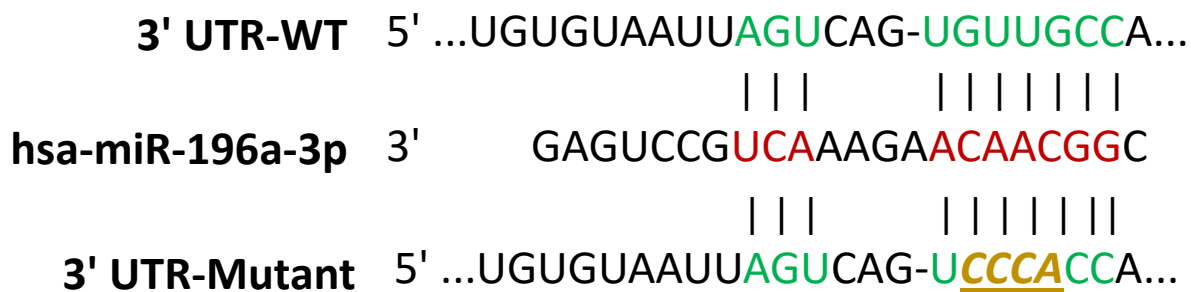 3' UTR-WT 5' ...UGUGUAAUUAGUCAG-UGUUGCCA...
| | | | | | | | | |
hsa-miR-196a-3p 3' GAGUCCGUCAAAGAACAACGGC
| | | | | | | | | |
3' UTR-Mutant 5' ...UGUGUAAUUAGUCAG-UCCCACCA...